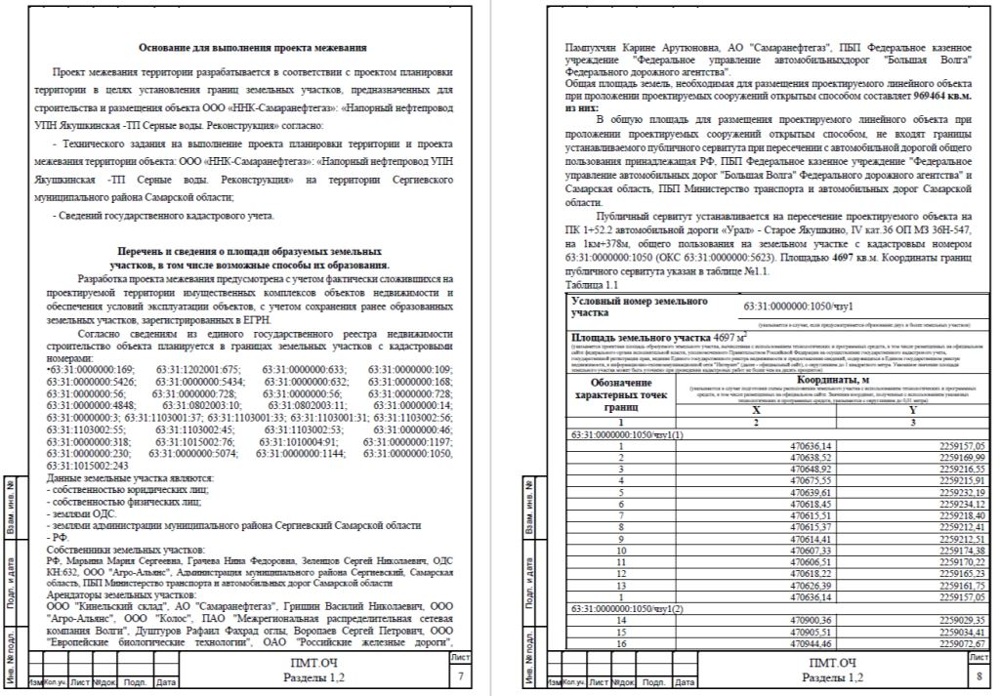 Основание для выполнения проекта межевания
Проект межевания территории разрабатывается в соответствии с проектом планировки
территории в целях установления границ земельных участков, предназначенных для
строительства и размещения объекта ООО «ННК-Самаранефтегаз»: «Напорный нефтепровод
УПН Якушкинская -ТП Серные воды. Реконструкция» согласно:
- Технического задания на выполнение проекта планировки территории и проекта
межевания территории объекта: ООО «ННК-Самаранефтегаз»: «Напорный нефтепровод УПН
Якушкинская -ТП Серные воды. Реконструкция» на территории Сергиевского
муниципального района Самарской области;
- Сведений государственного кадастрового учета.
Перечень и сведения о площади образуемых земельных
участков, в том числе возможные способы их образования.
Разработка проекта межевания предусмотрена с учетом фактически сложившихся на
проектируемой территории имущественных комплексов объектов недвижимости и
обеспечения условий эксплуатации объектов, с учетом сохранения ранее образованных
земельных участков, зарегистрированных в ЕГРН.
Согласно сведениям из единого государственного реестра недвижимости
строительство объекта планируется в границах земельных участков с кадастровыми
номерами:
•63:31:0000000:169; 63:31:1202001:675; 63:31:0000000:633; 63:31:0000000:109;
63:31:0000000:5426; 63:31:0000000:5434; 63:31:0000000:632; 63:31:0000000:168;
63:31:0000000:56; 63:31:0000000:728; 63:31:0000000:56; 63:31:0000000:728;
63:31:0000000:4848; 63:31:0802003:10; 63:31:0802003:11; 63:31:0000000:14;
63:31:0000000:3; 63:31:1103001:37; 63:31:1103001:33; 63:31:1103001:31; 63:31:1103002:56;
63:31:1103002:55; 63:31:1103002:45; 63:31:1103002:53; 63:31:0000000:46;
63:31:0000000:318; 63:31:1015002:76; 63:31:1010004:91; 63:31:0000000:1197;
63:31:0000000:230; 63:31:0000000:5074; 63:31:0000000:1144; 63:31:0000000:1050,
63:31:1015002:243
Данные земельные участка являются:
- собственностью юридических лиц;
- собственностью физических лиц;
- землями ОДС.
- землями администрации муниципального района Сергиевский Самарской области
- РФ.
Собственники земельных участков:
РФ, Марьина Мария Сергеевна, Грачева Нина Федоровна, Зеленцов Сергей Николаевич, ОДС
КН:632, ООО "Агро-Альянс", Администрация муниципального района Сергиевский, Самарская
область, ПБП Министерство транспорта и автомобильных дорог Самарской области
Арендаторы земельных участков:
ООО "Кинельский склад", АО "Самаранефтегаз", Гришин Василий Николаевич, ООО
"Агро-Альянс", ООО "Колос", ПАО "Межрегиональная распределительная сетевая
компания Волги", Душтуров Рафаил Фахрад оглы, Воропаев Сергей Петрович, ООО
"Европейские биологические технологии", ОАО "Российские железные дороги",
Взам. инв. №
Подп. и дата
Инв. № подл.
Изм Кол.уч. Лист №док. Подп. Дата
ПМТ.ОЧ
Разделы 1,2
Лист
7
Пампухчян Карине Арутюновна, АО "Самаранефтегаз", ПБП Федеральное казенное
учреждение "Федеральное управление автомобильныхдорог "Большая Волга"
Федерального дорожного агентства".
Общая площадь земель, необходимая для размещения проектируемого линейного объекта
при проложении проектируемых сооружений открытым способом составляет 969464 кв.м.
из них:
В общую площадь для размещения проектируемого линейного объекта при
проложении проектируемых сооружений открытым способом, не входят границы
устанавливаемого публичного сервитута при пересечении с автомобильной дорогой общего
пользования принадлежащая РФ, ПБП Федеральное казенное учреждение "Федеральное
управление автомобильных дорог "Большая Волга" Федерального дорожного агентства" и
Самарская область, ПБП Министерство транспорта и автомобильных дорог Самарской
области.
Публичный сервитут устанавливается на пересечение проектируемого объекта на
ПК 1+52.2 автомобильной дороги «Урал» - Старое Якушкино, IV кат.36 ОП МЗ 36Н-547,
на 1км+378м, общего пользования на земельном участке с кадастровым номером
63:31:0000000:1050 (ОКС 63:31:0000000:5623). Площадью 4697 кв.м. Координаты границ
публичного сервитута указан в таблице №1.1.
Таблица 1.1
Условный номер земельного участка 63:31:0000000:1050/чзу1
(указывается в случае, если предусматривается образование двух и более земельных участков)
Площадь земельного участка 4697 м²
Обозначение характерных точек границ
Координаты, м
X Y
1 2 3
63:31:0000000:1050/чзу1(1)
1 470636,14 2259157,05
2 470638,52 2259169,99
3 470648,92 2259216,55
4 470675,55 2259215,91
5 470639,61 2259232,19
6 470618,45 2259234,12
7 470615,51 2259218,40
8 470615,37 2259212,41
9 470614,41 2259212,51
10 470607,33 2259174,38
11 470606,51 2259170,22
12 470618,22 2259165,23
13 470626,39 2259161,75
1 470636,14 2259157,05
63:31:0000000:1050/чзу1(2)
14 470900,36 2259029,35
15 470905,51 2259034,41
16 470944,46 2259072,67
Взам. инв. №
Подп. и дата
Инв. № подл.
Изм Кол.уч. Лист №док. Подп. Дата
ПМТ.ОЧ
Разделы 1,2
Лист
8